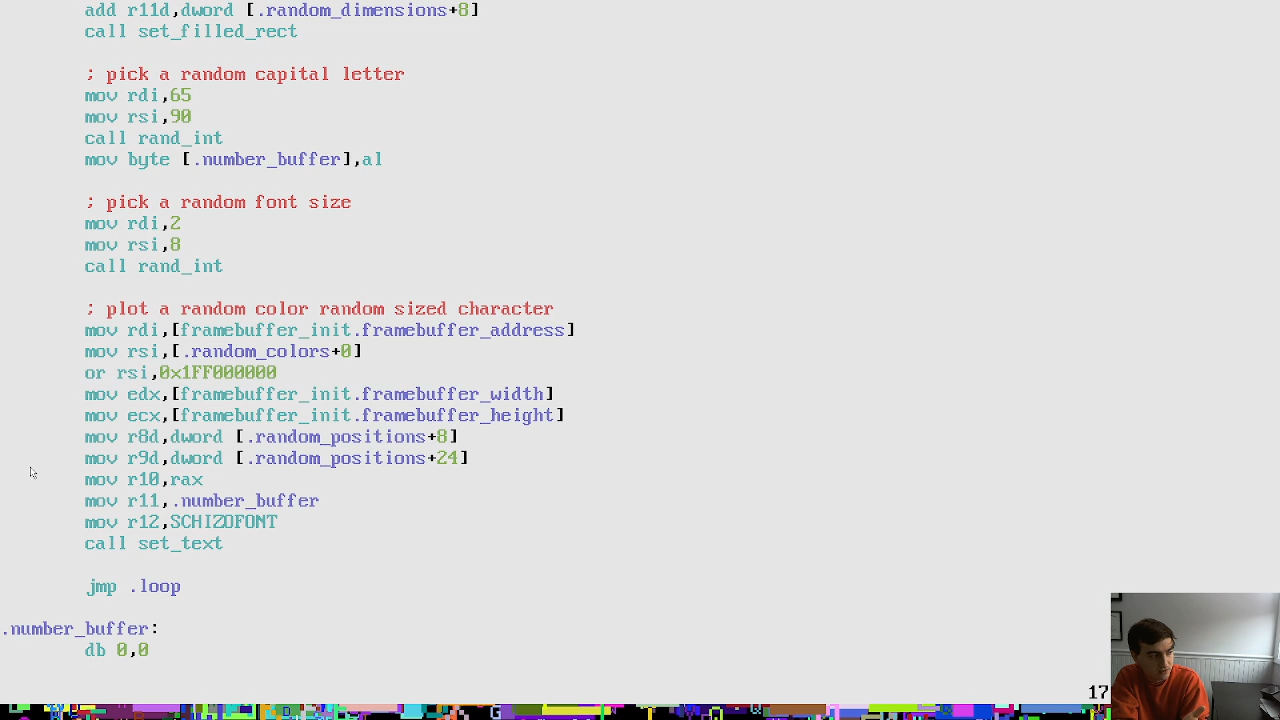 add r11d,dword [.random_dimensions+8]
call set_filled_rect
; pick a random capital letter
mov rdi,65
mov rsi,90
call rand_int
mov byte [.number_buffer],al
; pick a random font size
mov rdi,2
mov rsi,8
call rand_int
; plot a random color random sized character
mov rdi,[framebuffer_init.framebuffer_address]
mov rsi,[.random_colors+0]
or rsi,0x1FF000000
mov edx,[framebuffer_init.framebuffer_width]
mov ecx,[framebuffer_init.framebuffer_height]
mov r8d,dword [.random_positions+8]
mov r9d,dword [.random_positions+24]
mov r10,rax
mov r11,.number_buffer
mov r12,SCHIZOFONT
call set_text
jmp .loop
.number_buffer:
db 0,0
17